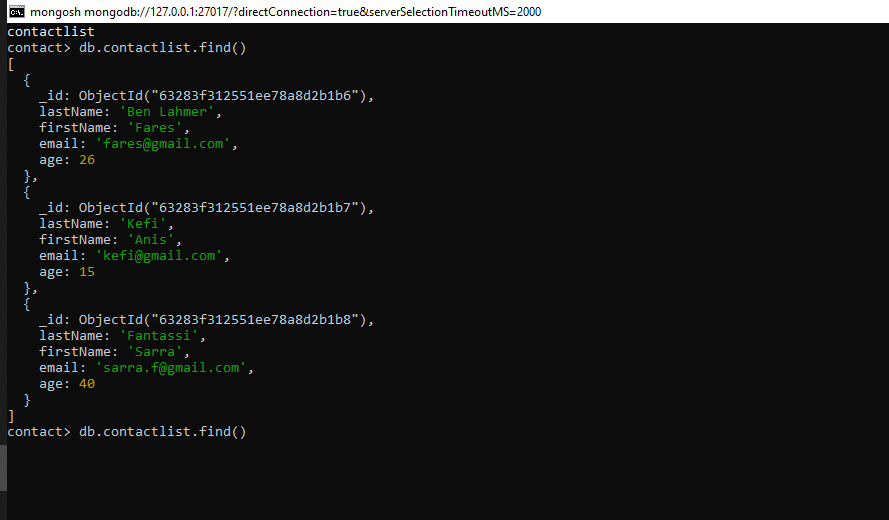 mongosh mongodb://127.0.0.1:27017/?directConnection=true&serverSelectionTimeoutMS=2000
contactlist
contact> db.contactlist.find()
[
  {
    _id: ObjectId("63283f312551ee78a8d2b1b6"),
    lastName: 'Ben Lahmer',
    firstName: 'Fares',
    email: 'fares@gmail.com',
    age: 26
  },
  {
    _id: ObjectId("63283f312551ee78a8d2b1b7"),
    lastName: 'Kefi',
    firstName: 'Anis',
    email: 'kefi@gmail.com',
    age: 15
  },
  {
    _id: ObjectId("63283f312551ee78a8d2b1b8"),
    lastName: 'Fantassi',
    firstName: 'Sarra',
    email: 'sarra.f@gmail.com',
    age: 40
  }
]
contact> db.contactlist.find()